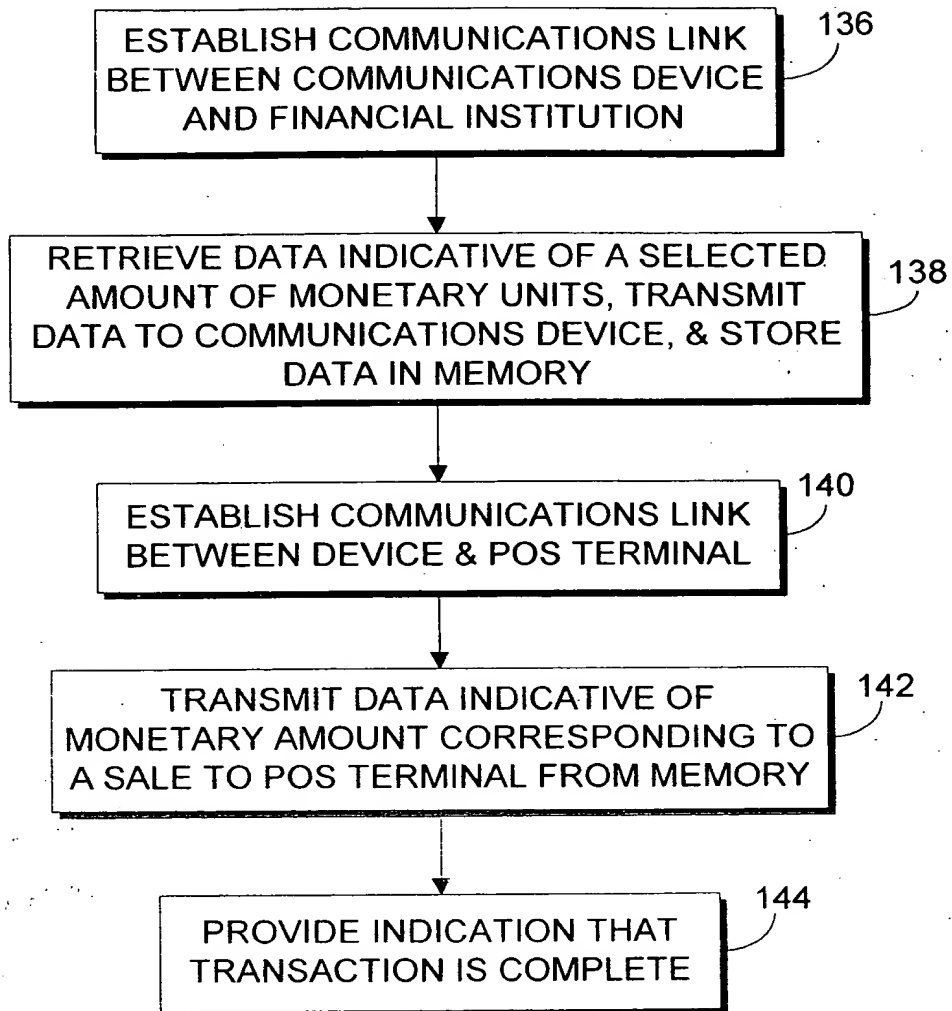 ESTABLISH COMMUNICATIONS LINK
BETWEEN COMMUNICATIONS DEVICE
AND FINANCIAL INSTITUTION
136
RETRIEVE DATA INDICATIVE OF A SELECTED
AMOUNT OF MONETARY UNITS, TRANSMIT
DATA TO COMMUNICATIONS DEVICE, & STORE
DATA IN MEMORY
138
ESTABLISH COMMUNICATIONS LINK
BETWEEN DEVICE & POS TERMINAL
140
TRANSMIT DATA INDICATIVE OF
MONETARY AMOUNT CORRESPONDING TO
A SALE TO POS TERMINAL FROM MEMORY
142
PROVIDE INDICATION THAT
TRANSACTION IS COMPLETE
144